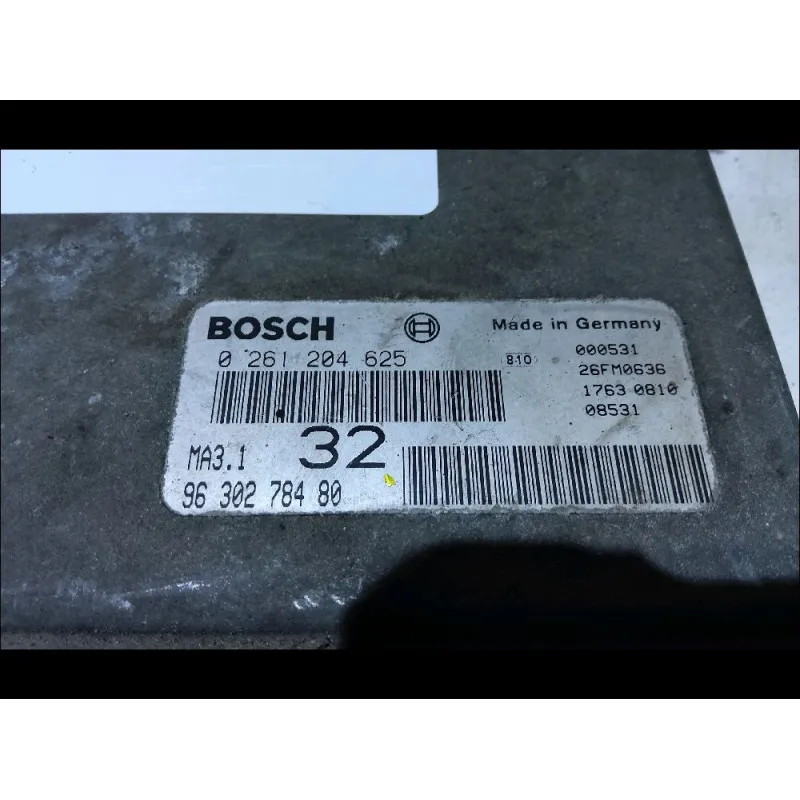 BOSCH Made in Germany
0 261 204 625 810 000531
26FM0636
1763 0810
08531
MA3.1 32
96 302 784 80